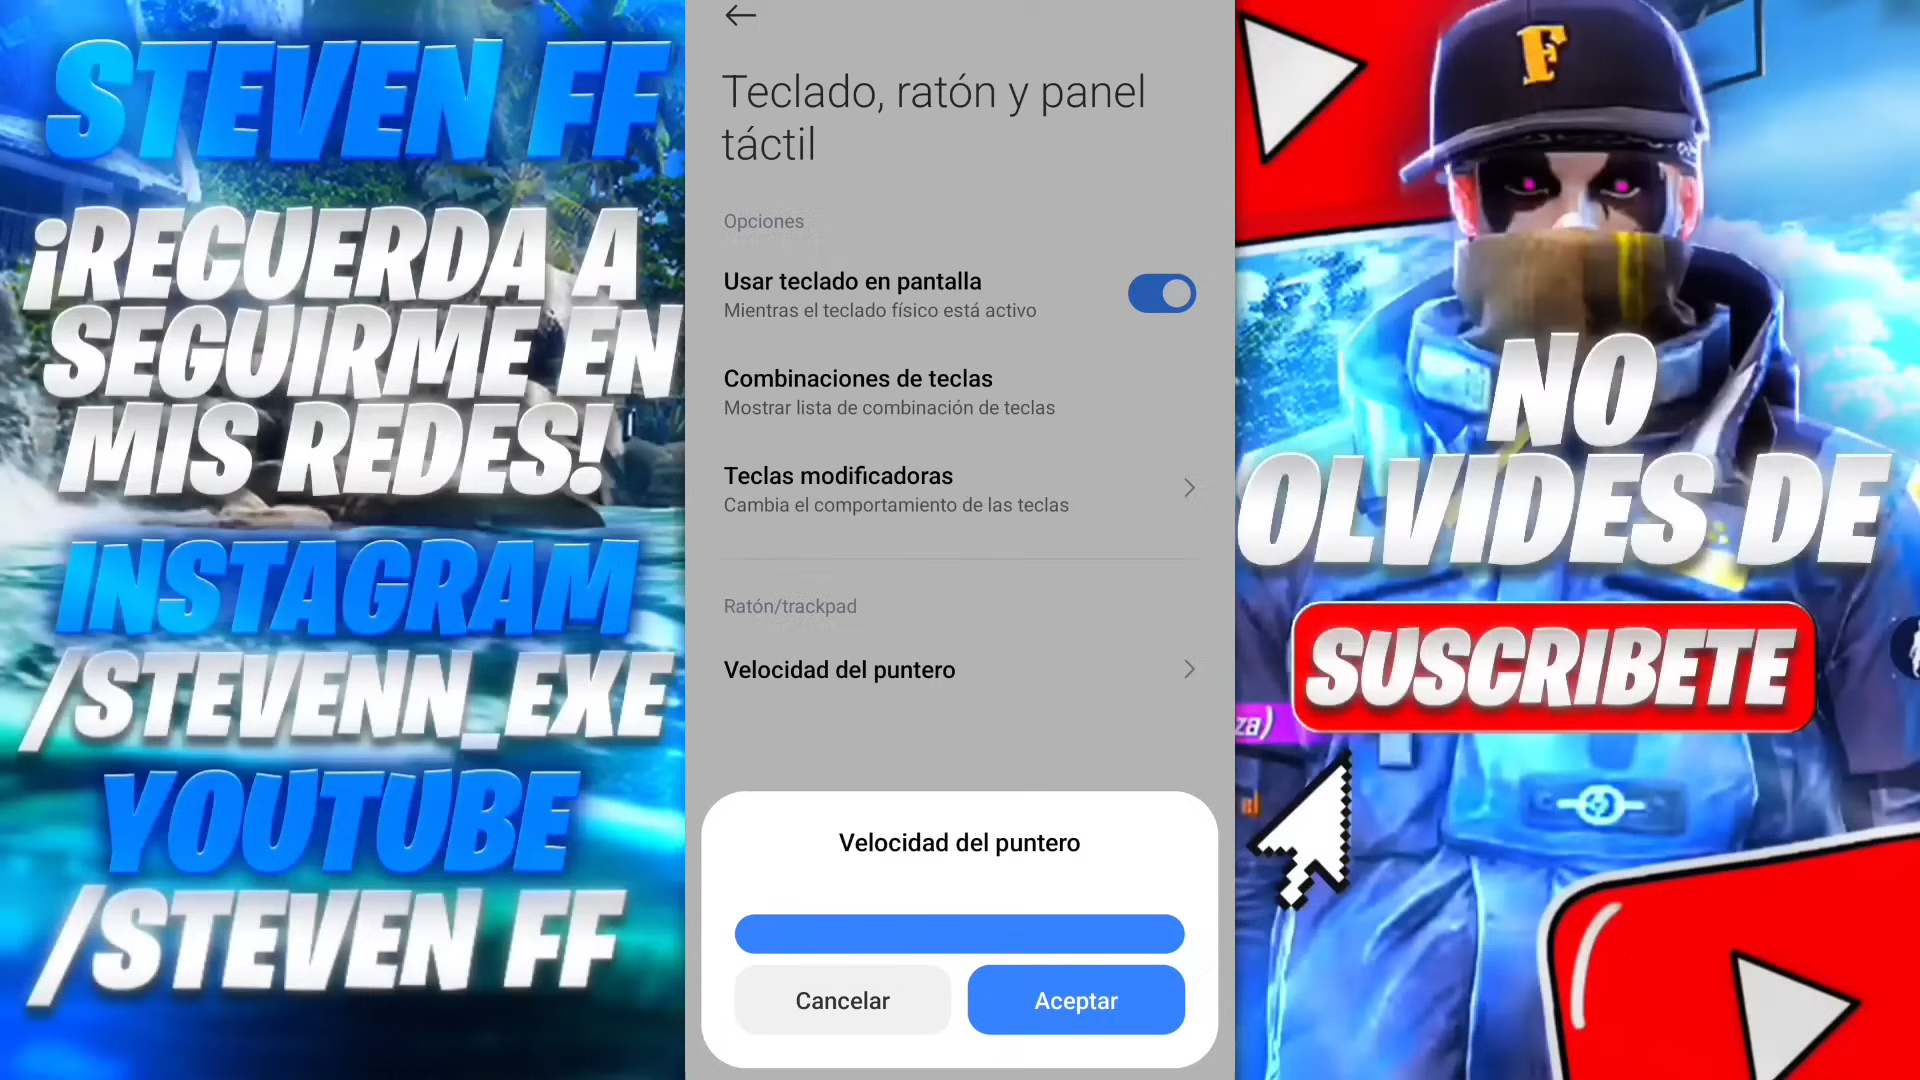 STEVEN FF
¡RECUERDA A
SEGUIRME EN
MIS REDES!
INSTAGRAM
/STEVENN_EXE
YOUTUBE
/STEVEN FF
Teclado, ratón y panel
táctil
Opciones
Usar teclado en pantalla
Mientras el teclado físico está activo
Combinaciones de teclas
Mostrar lista de combinación de teclas
Teclas modificadoras
Cambia el comportamiento de las teclas
Ratón/trackpad
Velocidad del puntero
Velocidad del puntero
Cancelar
Aceptar
F
NO
OLVIDES DE
SUSCRIBETE
za)